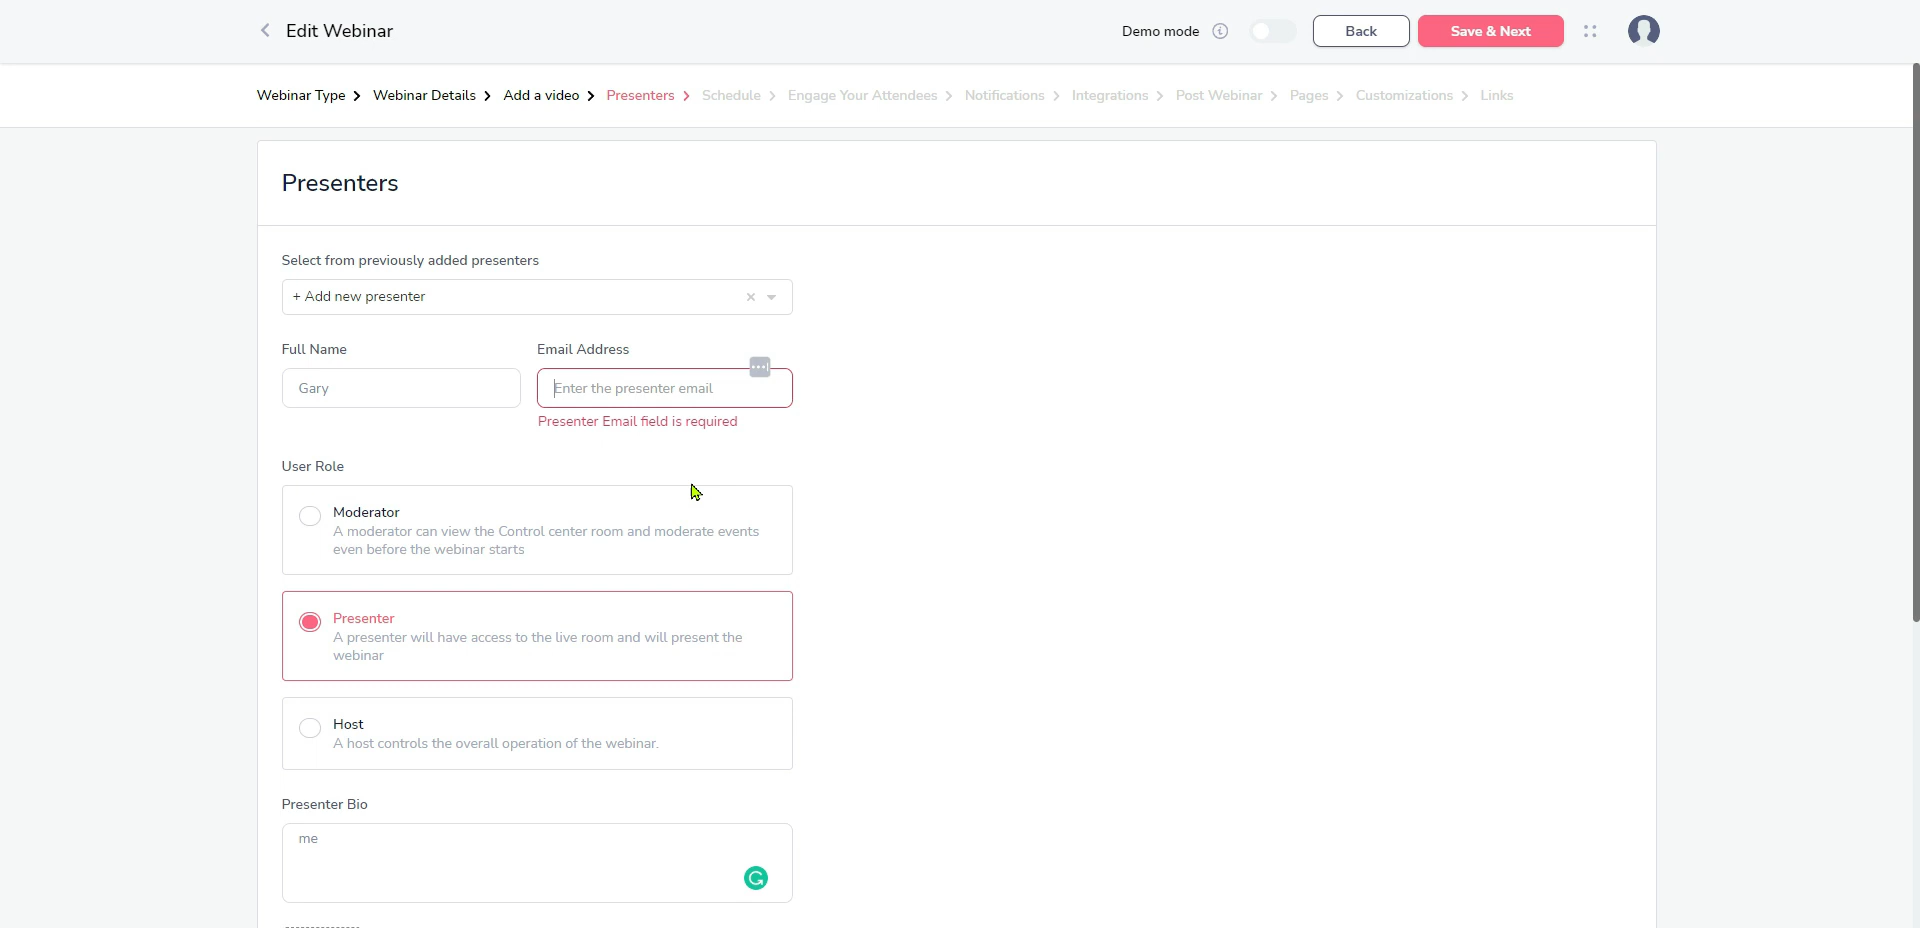 Edit Webinar
Demo mode
Back
Save & Next
Webinar Type
Webinar Details
Add a video
Presenters
Schedule
Engage Your Attendees
Notifications
Integrations
Post Webinar
Pages
Customizations
Links
Presenters
Select from previously added presenters
+ Add new presenter
Full Name
Email Address
Gary
Enter the presenter email
Presenter Email field is required
User Role
Moderator
A moderator can view the Control center room and moderate events
even before the webinar starts
Presenter
A presenter will have access to the live room and will present the
webinar
Host
A host controls the overall operation of the webinar.
Presenter Bio
me